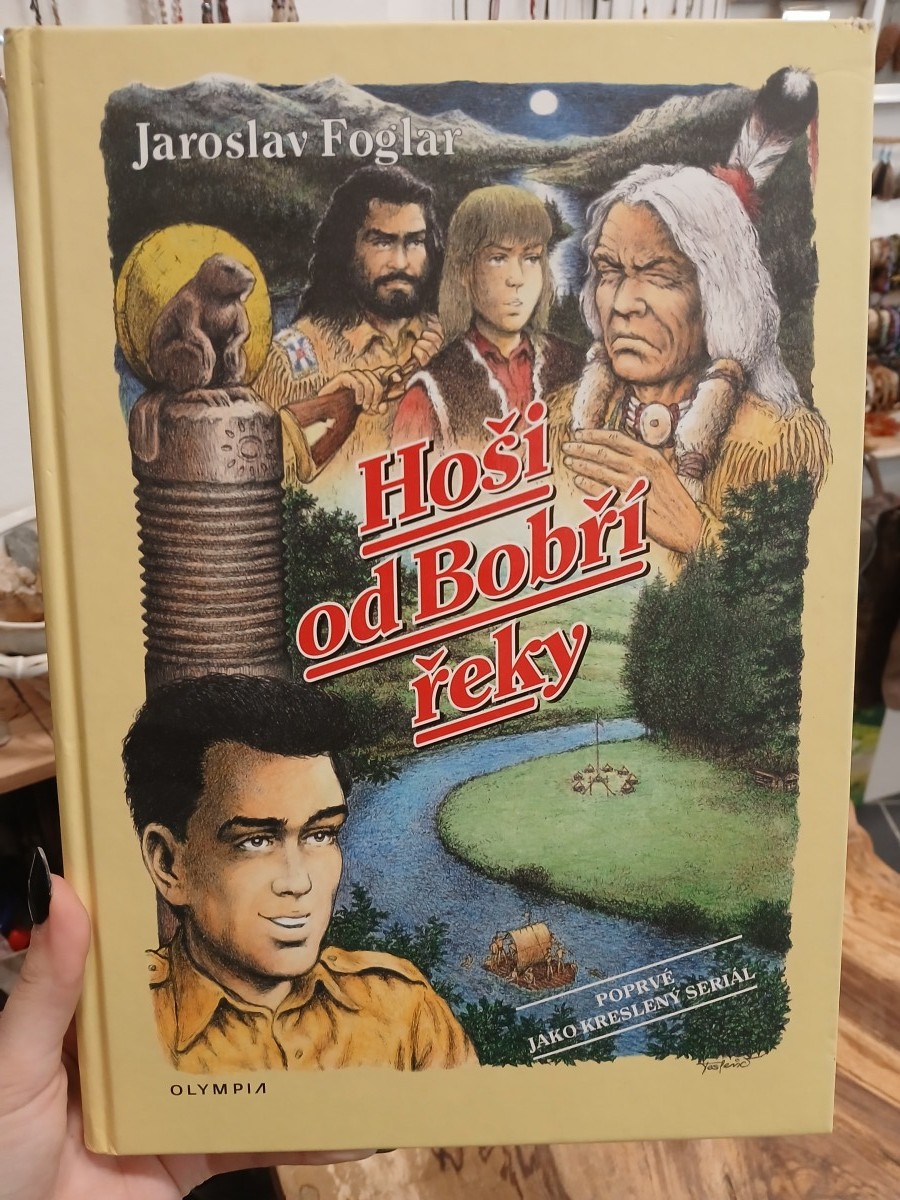 Jaroslav Foglar
Hoši
od Bobří
řeky
POPRVÉ
JAKO KRESLENÝ SERIÁL
OLYMPIA